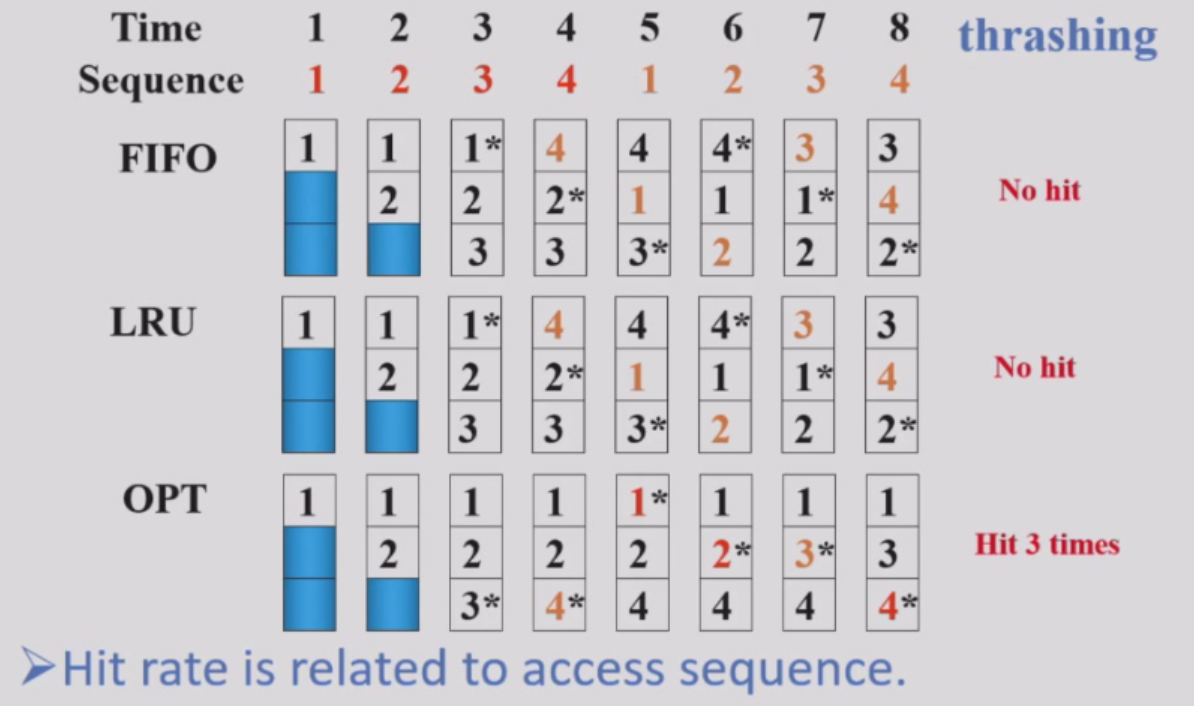 Time 1 2 3 4 5 6 7 8 thrashing
Sequence 1 2 3 4 1 2 3 4
FIFO 1 1 1* 4 4 4* 3 3
2 2 2* 1 1 1* 4 No hit
3 3 3* 2 2 2*
LRU 1 1 1* 4 4 4* 3 3
2 2 2* 1 1 1* 4 No hit
3 3 3* 2 2 2*
OPT 1 1 1 1 1* 1 1 1
2 2 2 2 2* 3* 3 Hit 3 times
3* 4* 4 4 4 4*
➢Hit rate is related to access sequence.